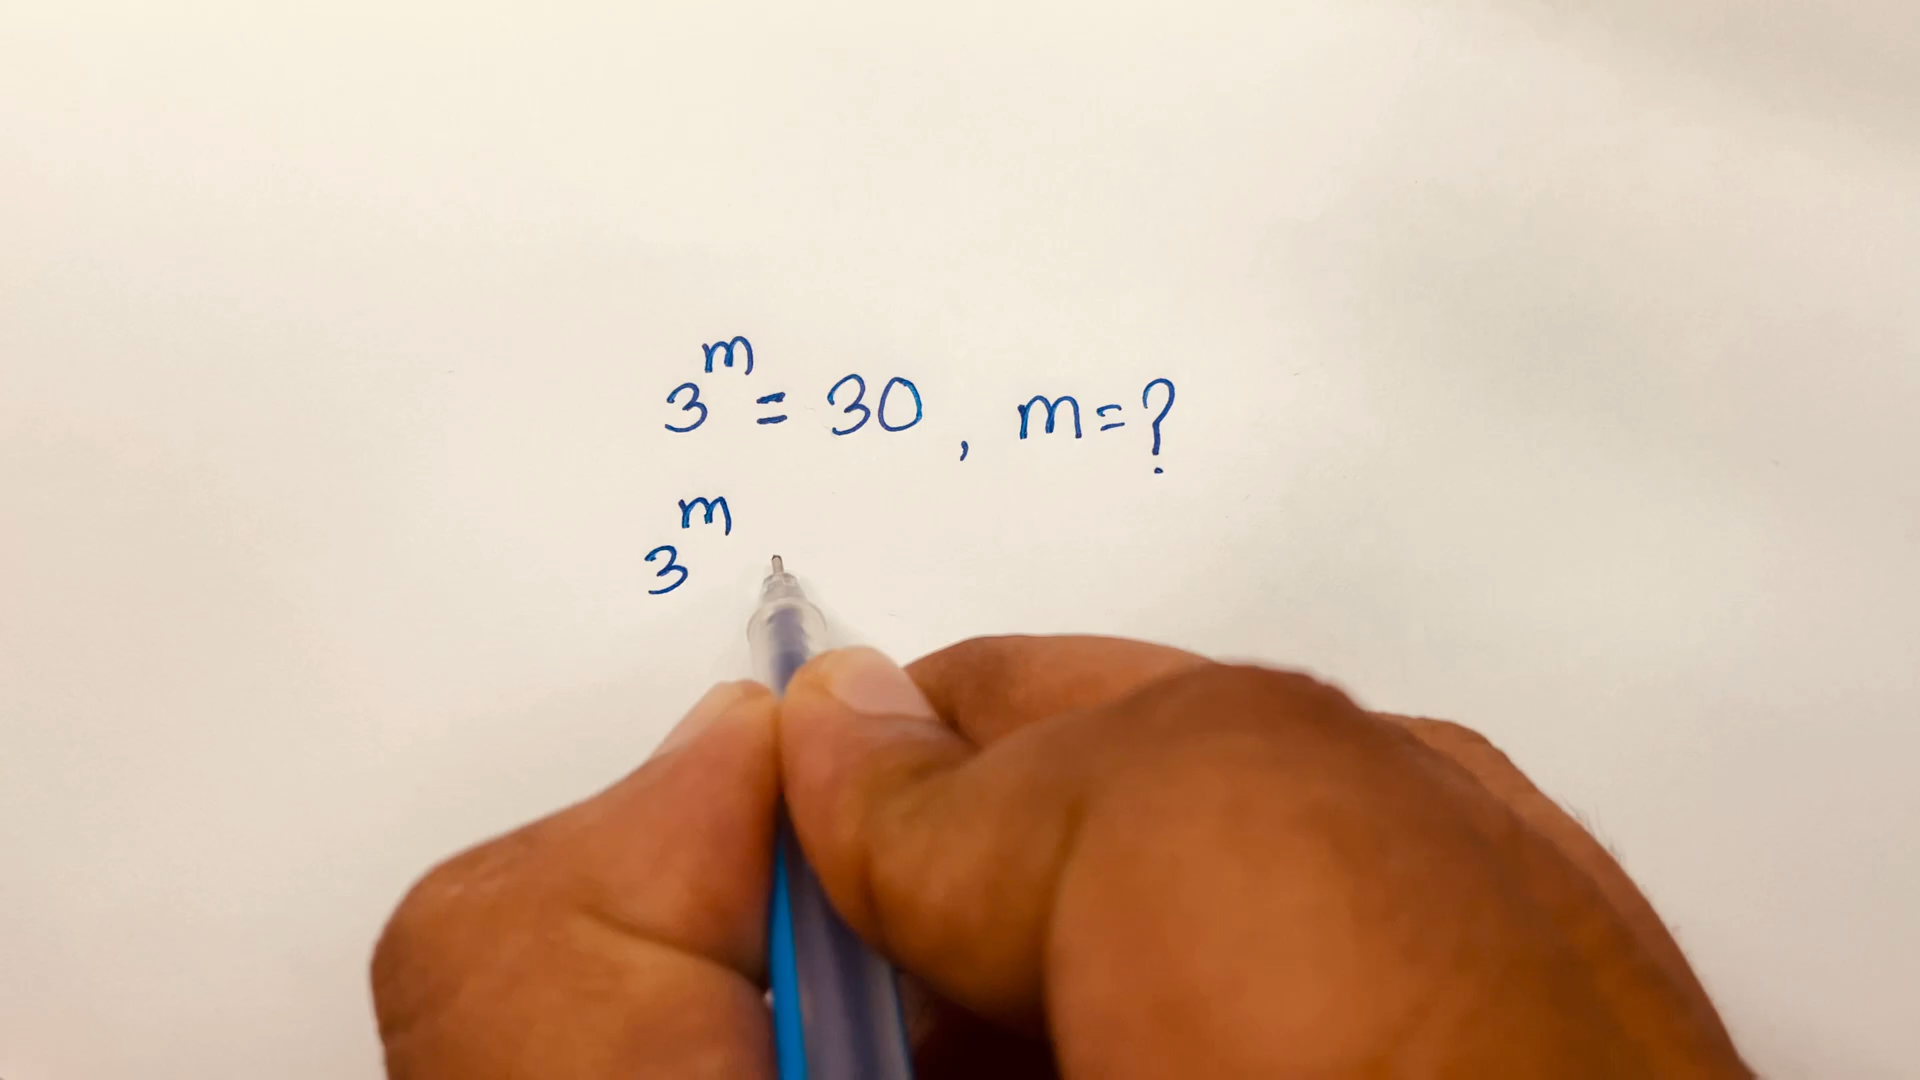 3^m = 30, m = ?
3^m